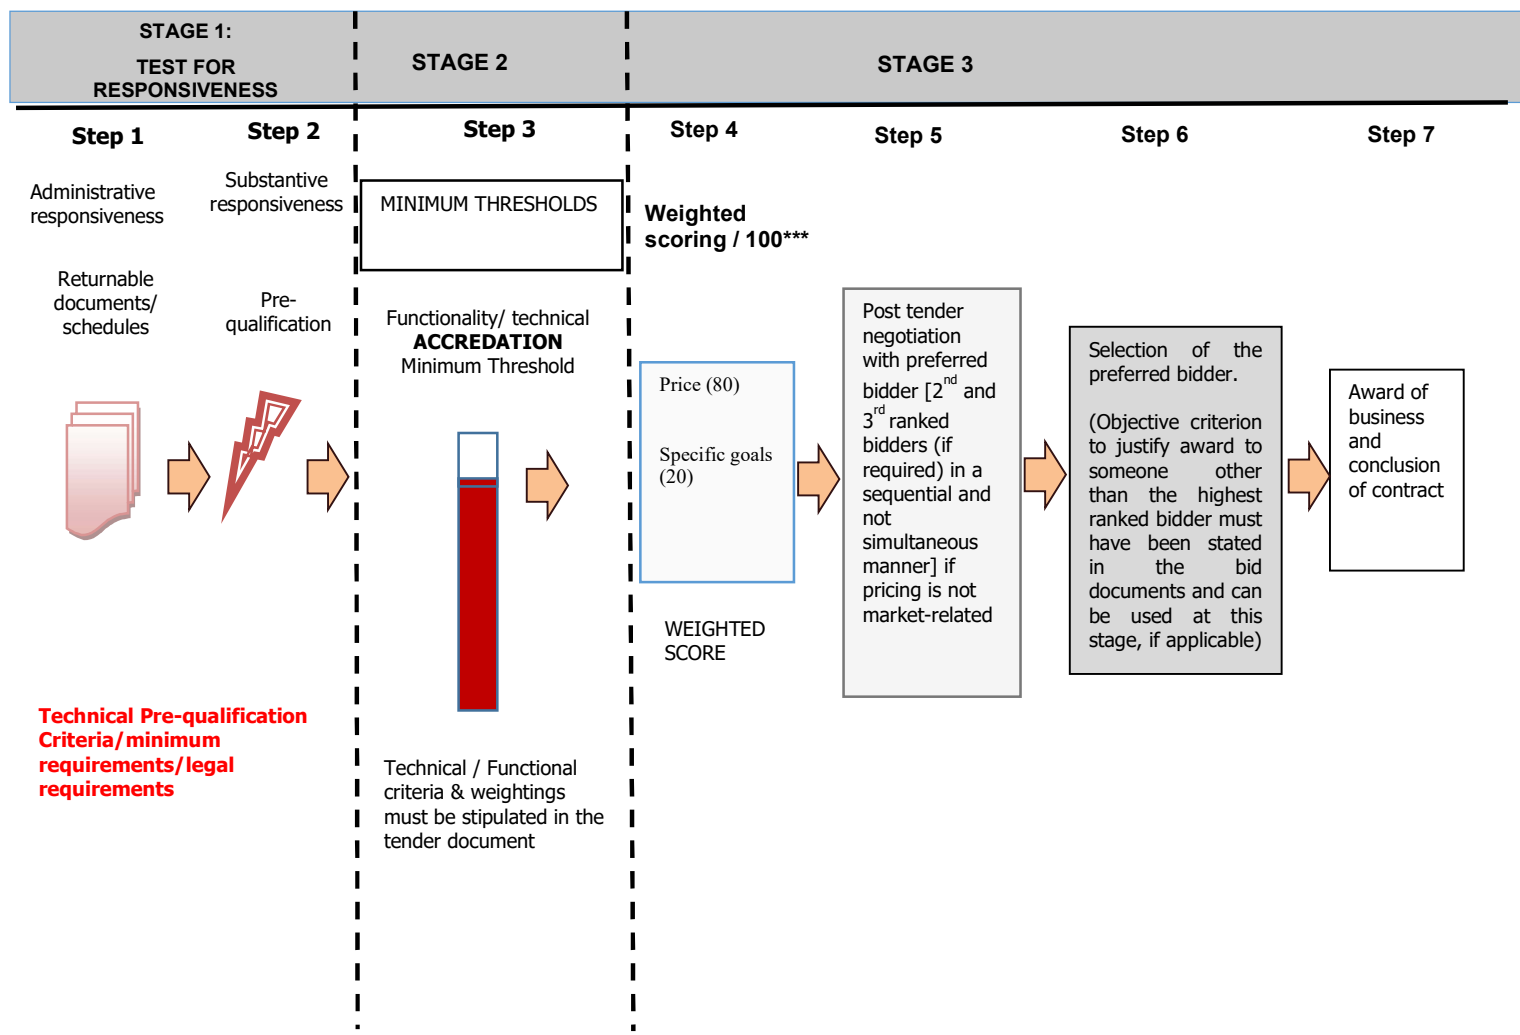 STAGE 1:
TEST FOR
RESPONSIVENESS
STAGE 2
STAGE 3
Step 1
Step 2
Step 3
Step 4
Step 5
Step 6
Step 7
Administrative
responsiveness
Substantive
responsiveness
MINIMUM THRESHOLDS
Weighted
scoring / 100***
Returnable
documents/
schedules
Pre-
qualification
Functionality/ technical
ACCREDATION
Minimum Threshold
Price (80)
Specific goals
(20)
WEIGHTED
SCORE
Post tender
negotiation
with preferred
bidder [2nd and
3rd ranked
bidders (if
required) in a
sequential and
not
simultaneous
manner] if
pricing is not
market-related
Selection of the
preferred bidder.
(Objective criterion
to justify award to
someone other
than the highest
ranked bidder must
have been stated
in the bid
documents and can
be used at this
stage, if applicable)
Award of
business
and
conclusion
of contract
Technical Pre-qualification
Criteria/minimum
requirements/legal
requirements
Technical / Functional
criteria & weightings
must be stipulated in the
tender document